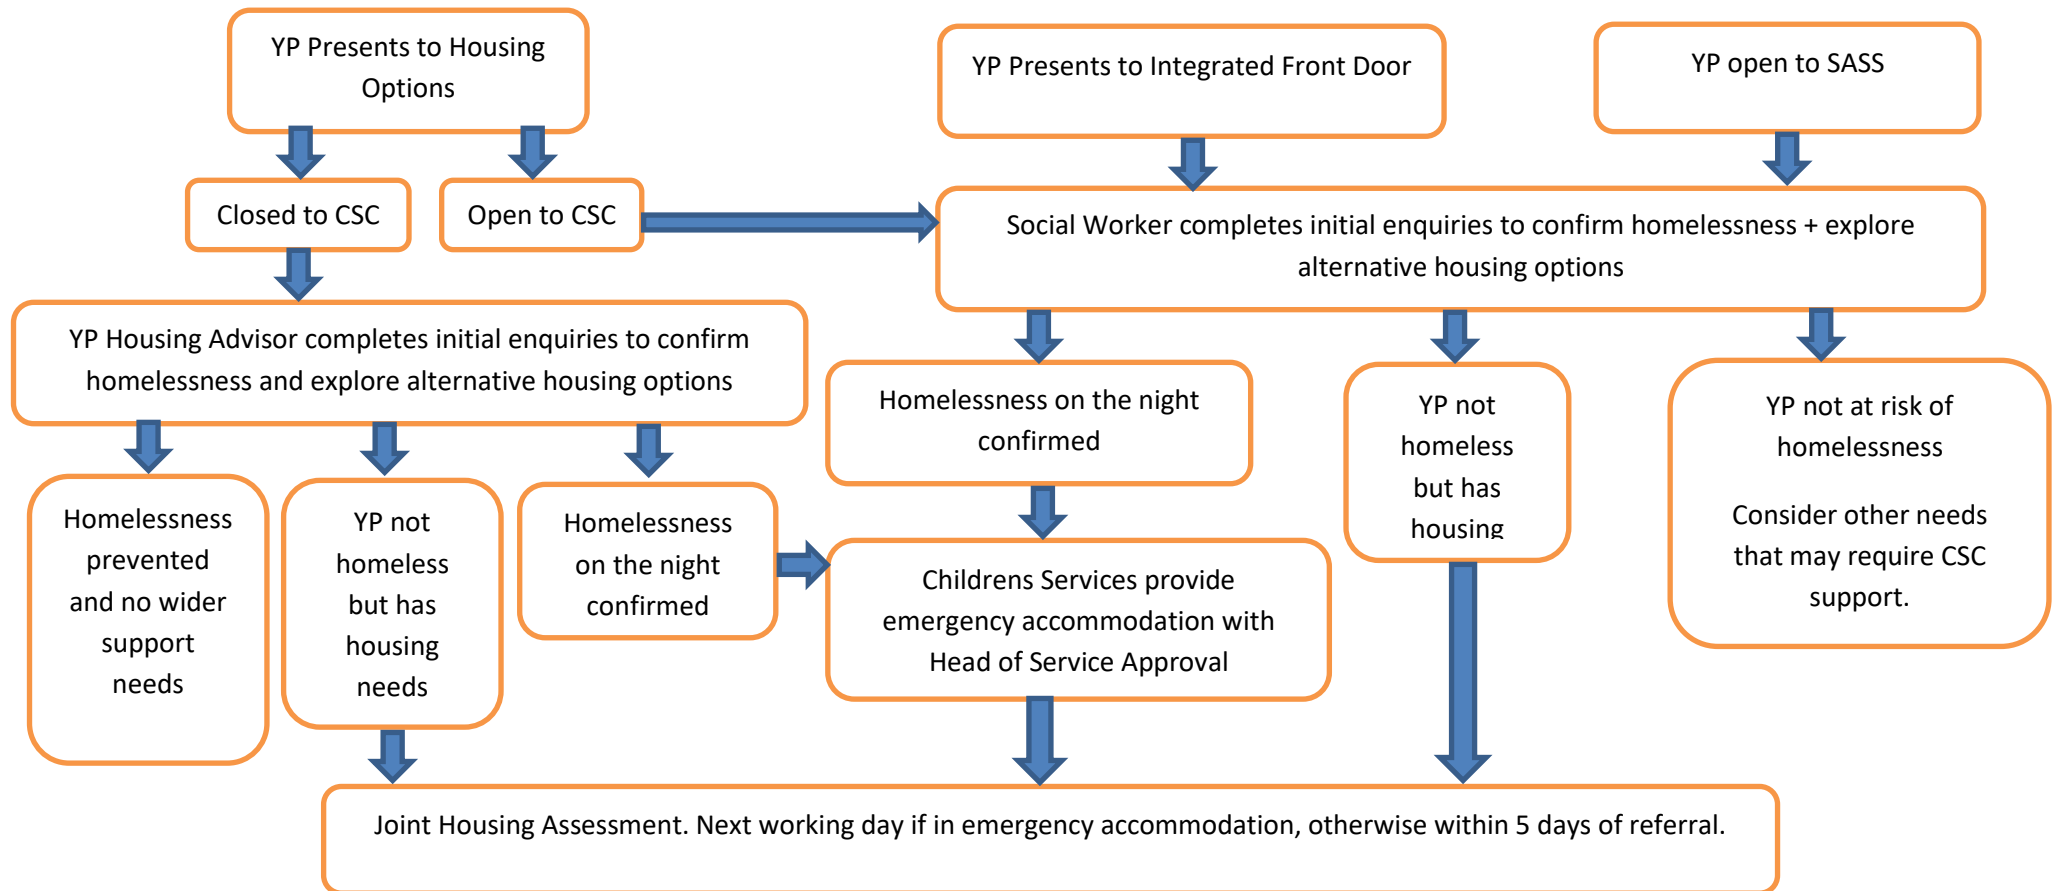 YP Presents to Housing
Options
YP Presents to Integrated Front Door
YP open to SASS
Closed to CSC
Open to CSC
Social Worker completes initial enquiries to confirm homelessness + explore
alternative housing options
YP Housing Advisor completes initial enquiries to confirm
homelessness and explore alternative housing options
Homelessness on the night
confirmed
YP not
homeless
but has
housing
YP not at risk of
homelessness
Consider other needs
that may require CSC
support.
Homelessness
prevented
and no wider
support
needs
YP not
homeless
but has
housing
needs
Homelessness
on the night
confirmed
Childrens Services provide
emergency accommodation with
Head of Service Approval
Joint Housing Assessment. Next working day if in emergency accommodation, otherwise within 5 days of referral.